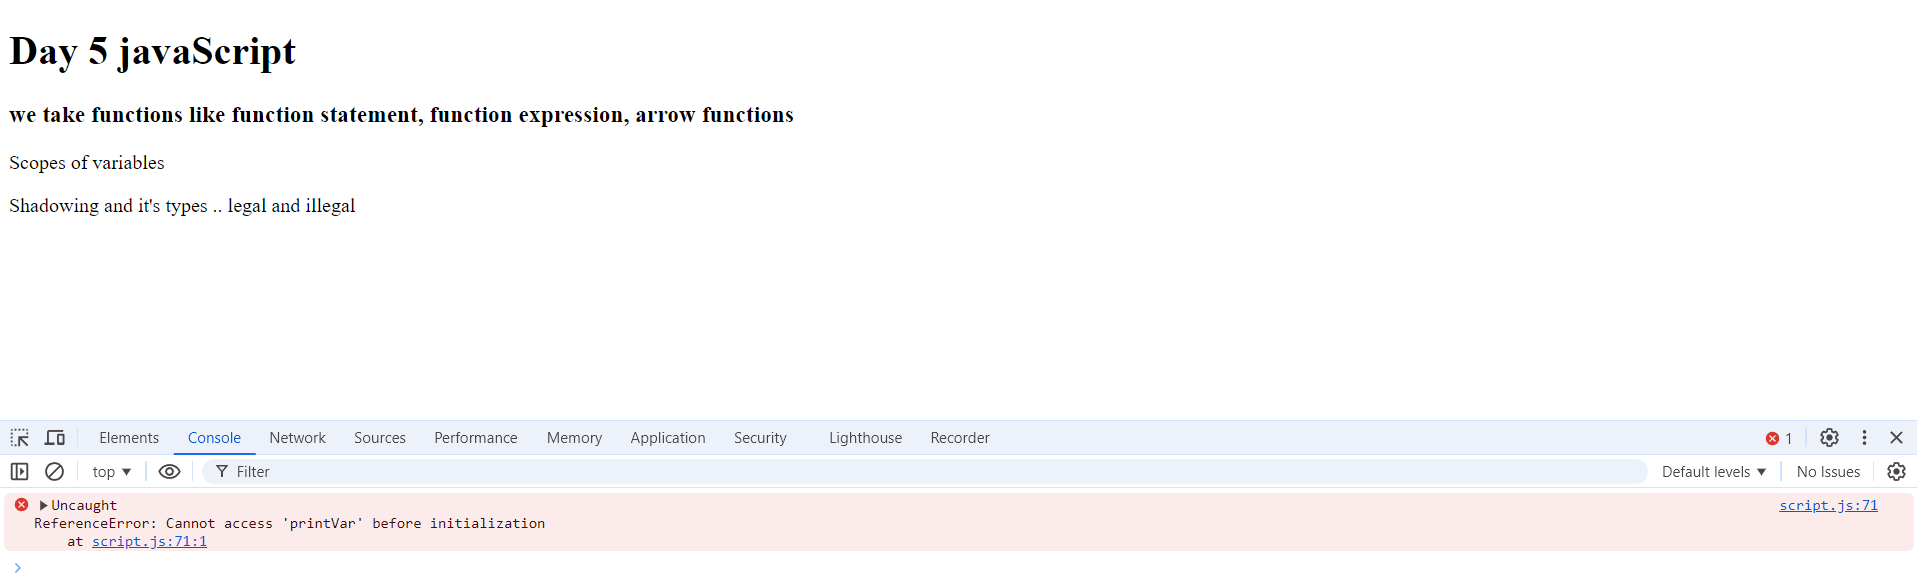 Day 5 javaScript
we take functions like function statement, function expression, arrow functions
Scopes of variables
Shadowing and it's types .. legal and illegal
Elements Console Network Sources Performance Memory Application Security Lighthouse Recorder 1
top Filter Default levels No Issues
Uncaught script.js:71
ReferenceError: Cannot access 'printVar' before initialization
at script.js:71:1